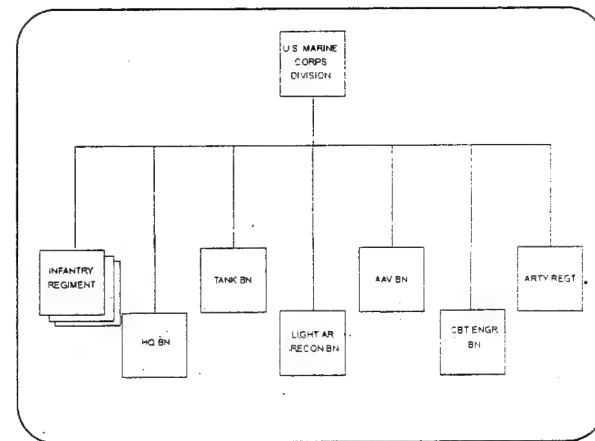 U.S. MARINE
CORPS
DIVISION
INFANTRY
REGIMENT
HQ BN
TANK BN
LIGHT AR
RECON BN
AAV BN
CBT ENGR
BN
ARTY REGT